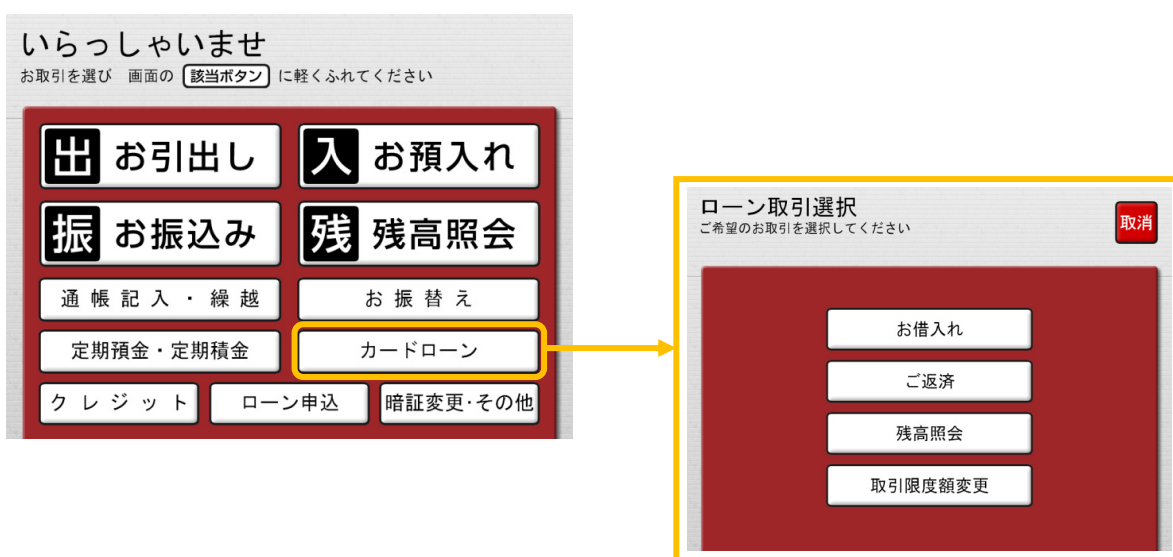 いらっしゃいませ
お取引を選び 画面の 該当ボタン に軽くふれてください
出 お引出し
入 お預入れ
振 お振込み
残 残高照会
通帳記入・繰越
お振替え
定期預金・定期積金
カードローン
クレジット
ローン申込
暗証変更・その他
ローン取引選択
ご希望のお取引を選択してください
取消
お借入れ
ご返済
残高照会
取引限度額変更